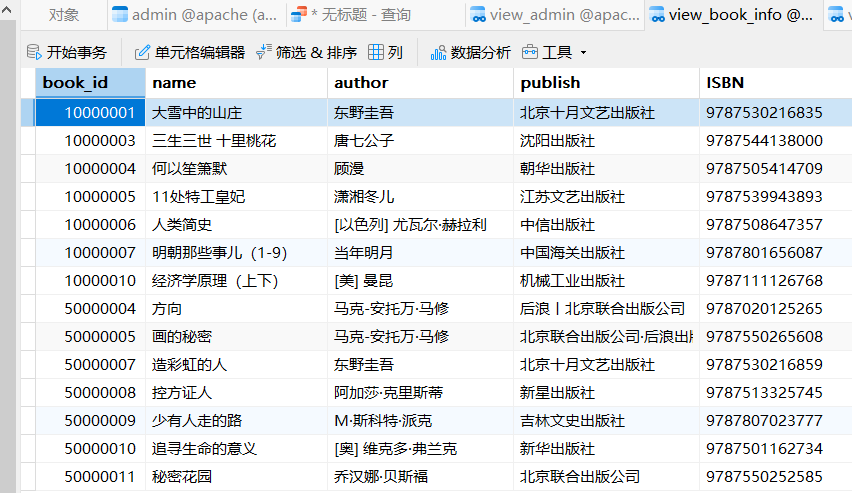 对象 admin @apache (a... * 无标题 - 查询 view_admin @apac... view_book_info @...
开始事务 单元格编辑器 筛选 & 排序 列 数据分析 工具
book_id name author publish ISBN
10000001 大雪中的山庄 东野圭吾 北京十月文艺出版社 9787530216835
10000003 三生三世 十里桃花 唐七公子 沈阳出版社 9787544138000
10000004 何以笙箫默 顾漫 朝华出版社 9787505414709
10000005 11处特工皇妃 潇湘冬儿 江苏文艺出版社 9787539943893
10000006 人类简史 [以色列] 尤瓦尔·赫拉利 中信出版社 9787508647357
10000007 明朝那些事儿（1-9） 当年明月 中国海关出版社 9787801656087
10000010 经济学原理（上下） [美] 曼昆 机械工业出版社 9787111126768
50000004 方向 马克-安托万·马修 后浪丨北京联合出版公司 9787020125265
50000005 画的秘密 马克-安托万·马修 北京联合出版公司·后浪出版 9787550265608
50000007 造彩虹的人 东野圭吾 北京十月文艺出版社 9787530216859
50000008 控方证人 阿加莎·克里斯蒂 新星出版社 9787513325745
50000009 少有人走的路 M·斯科特·派克 吉林文史出版社 9787807023777
50000010 追寻生命的意义 [奥] 维克多·弗兰克 新华出版社 9787501162734
50000011 秘密花园 乔汉娜·贝斯福 北京联合出版公司 9787550252585